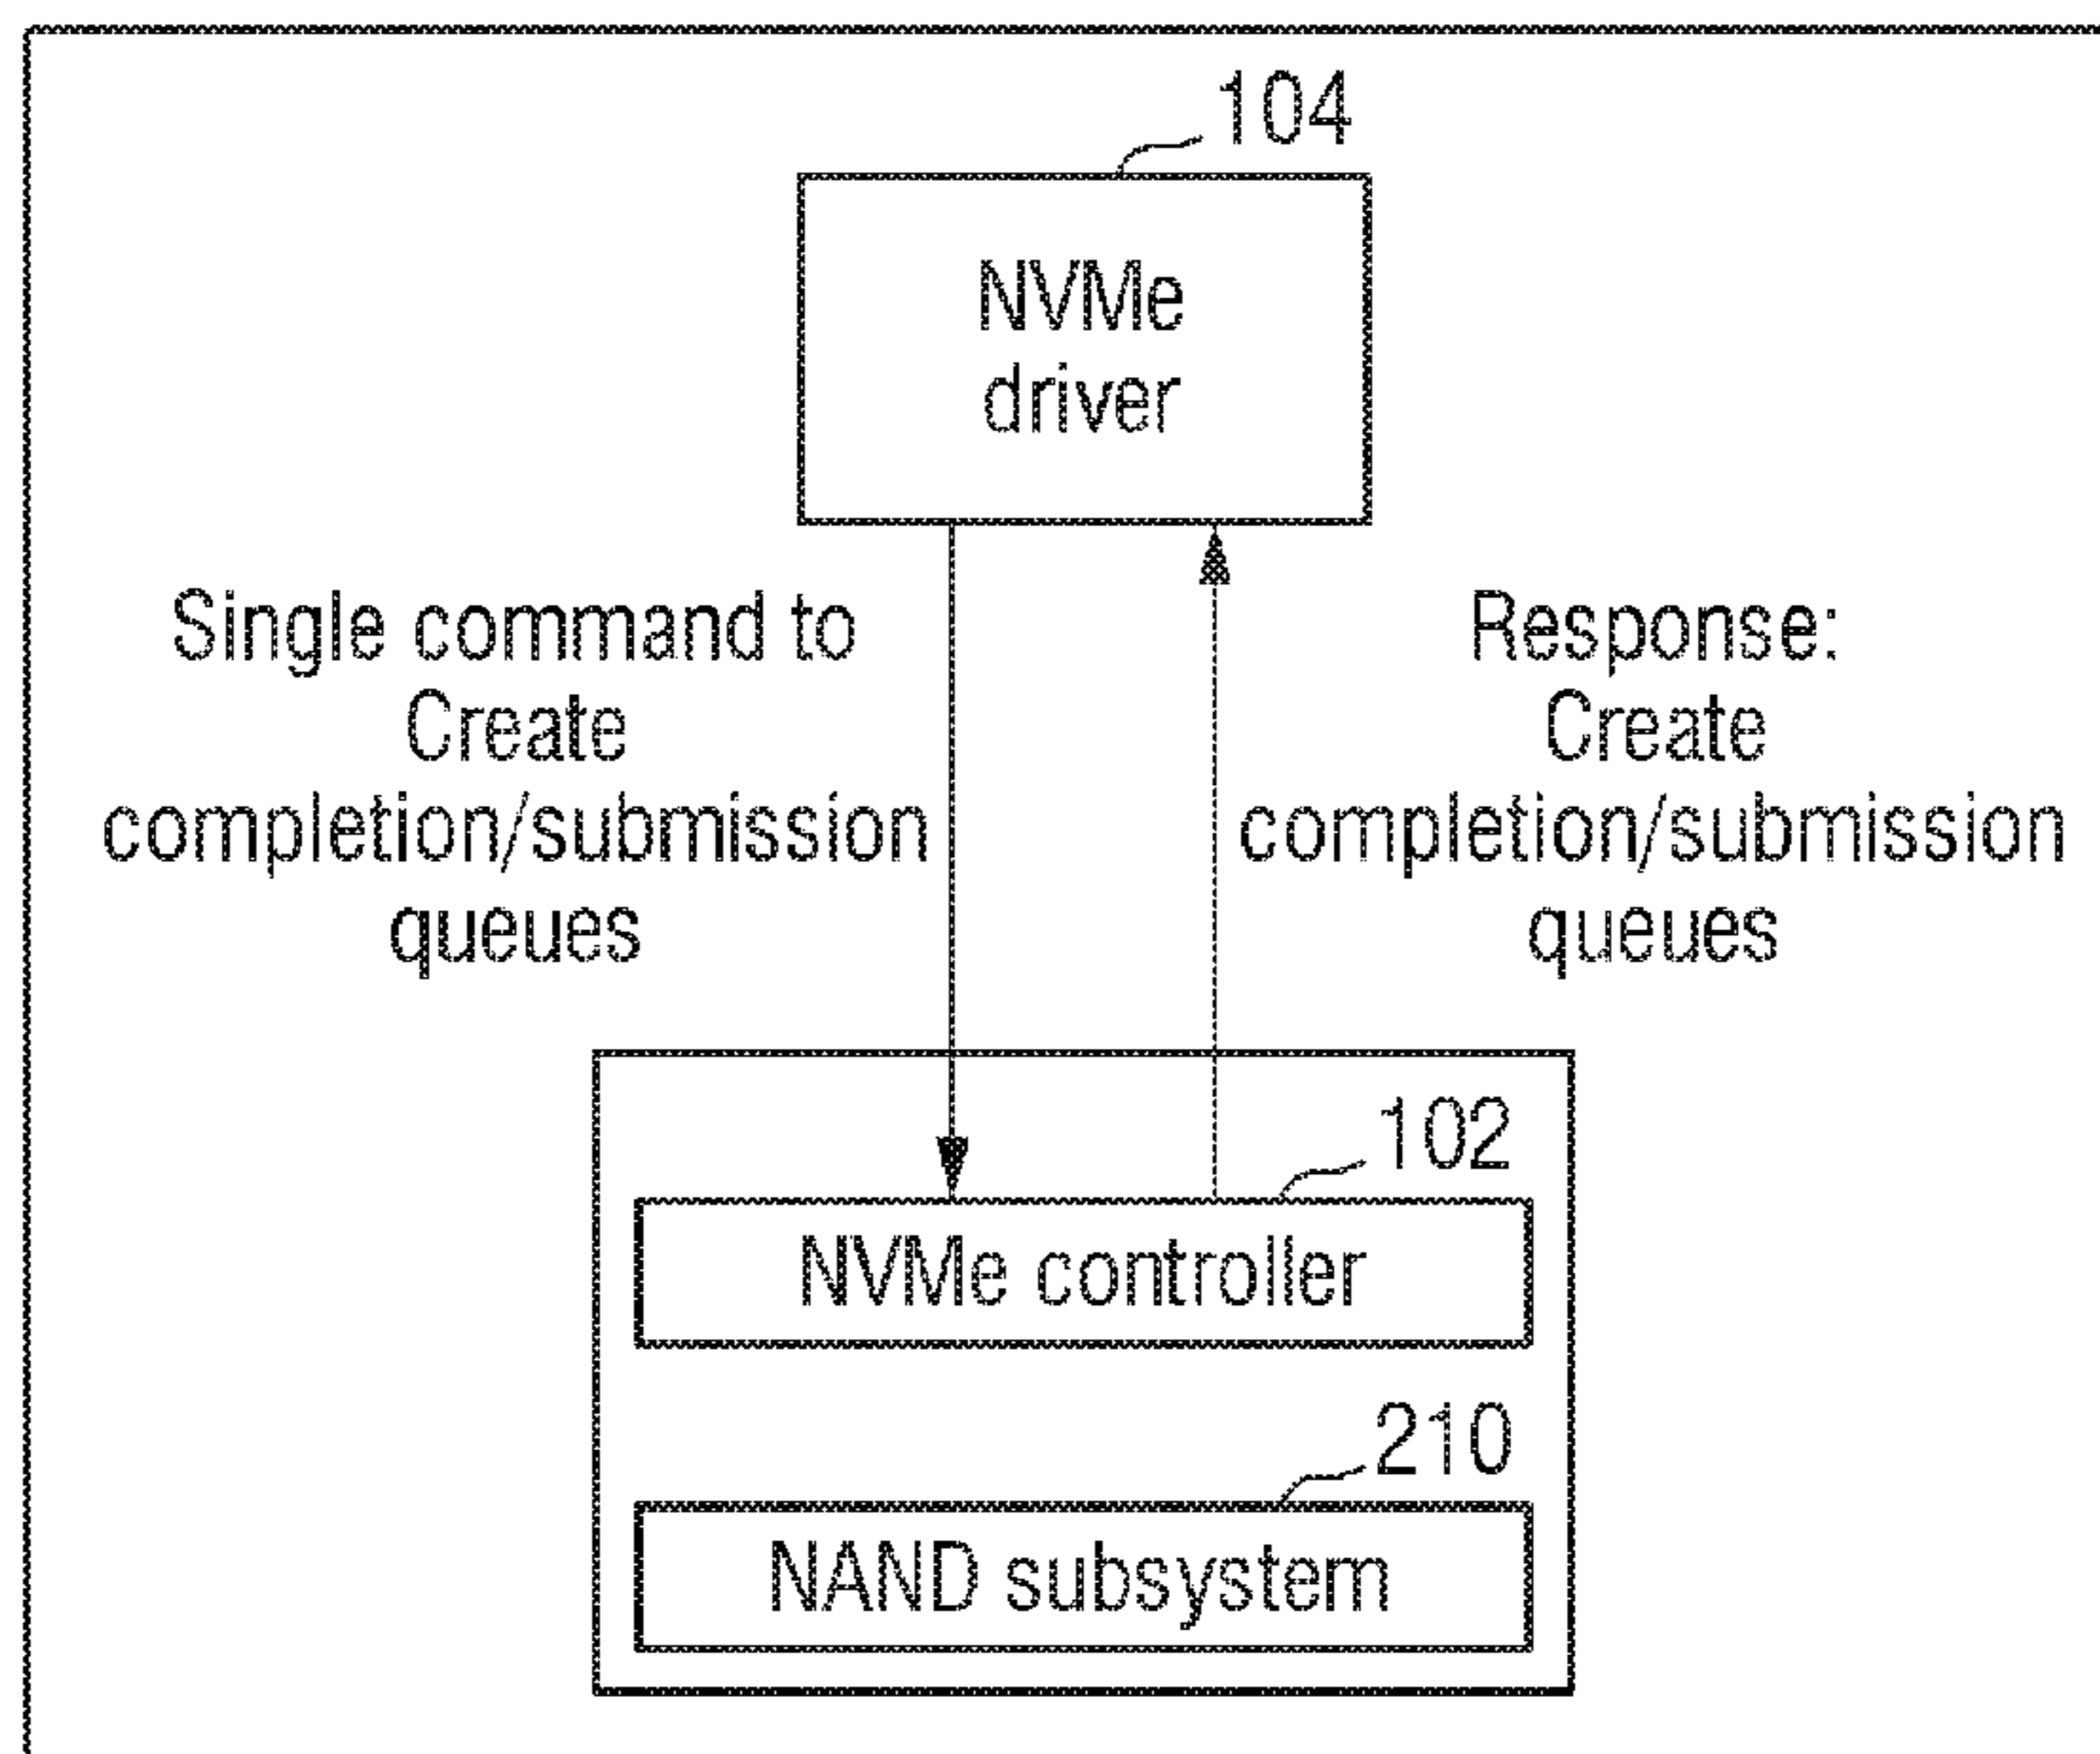 104
NVMe
driver
Single command to
Create
completion/submission
queues
Response:
Create
completion/submission
queues
102
NVMe controller
210
NAND subsystem